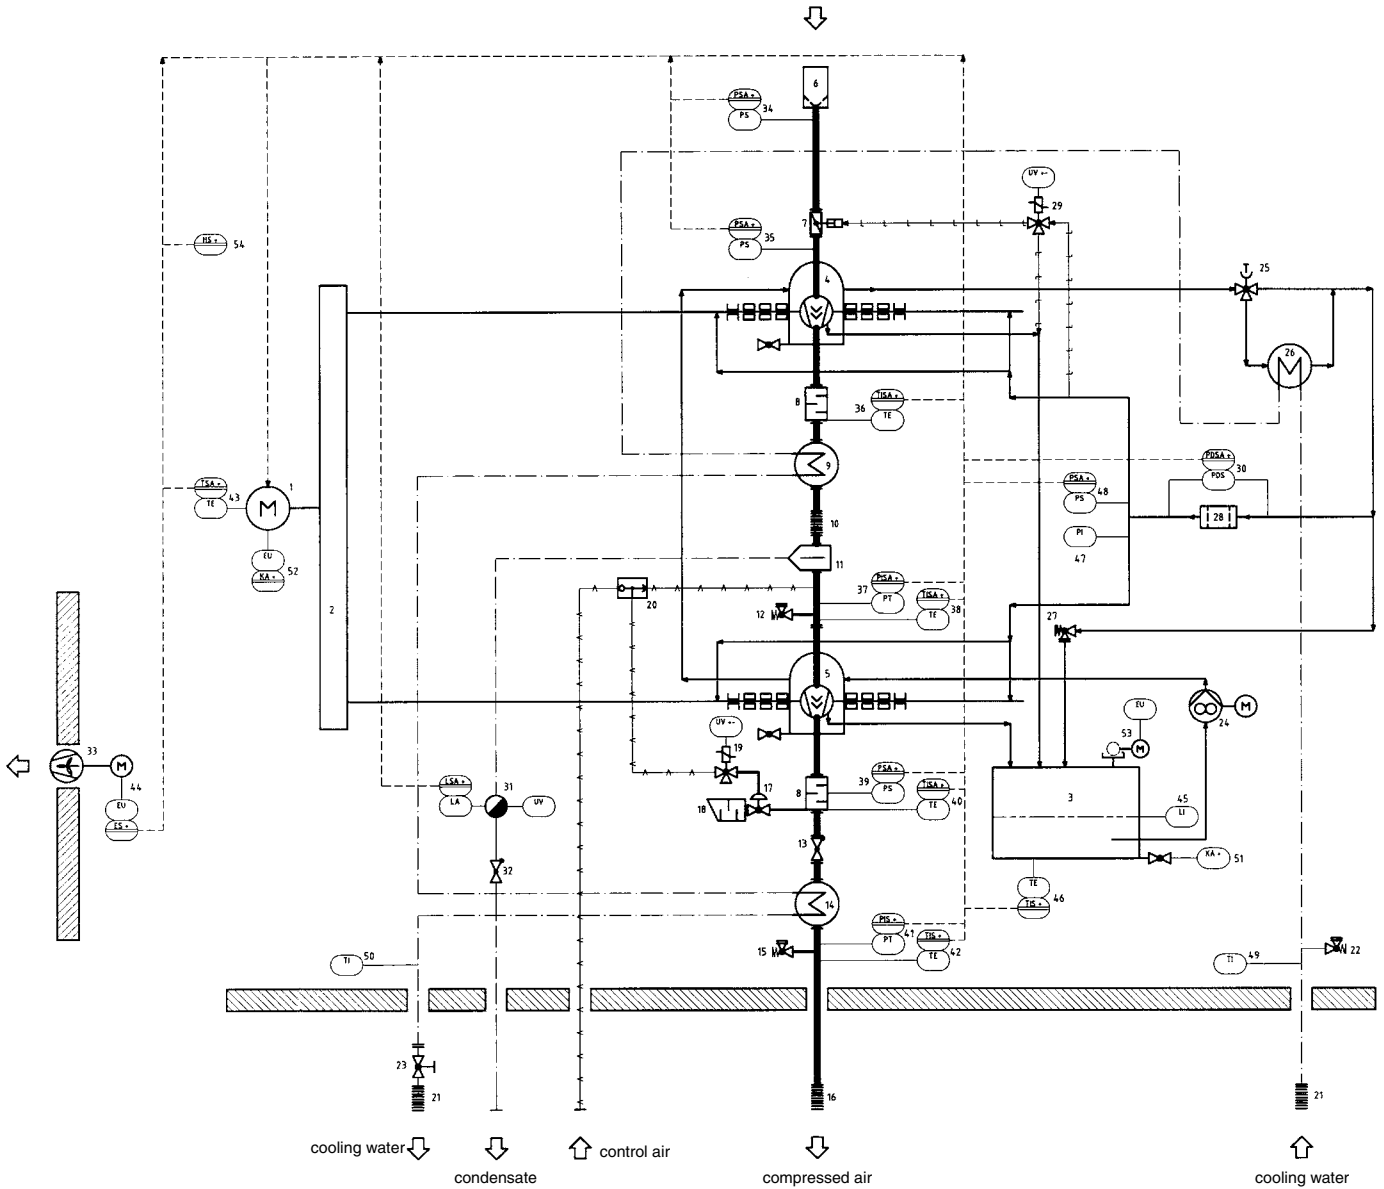 6
PSA +
PS
34
UV +-
29
7
PSA +
PS
35
HS +
54
4
T
25
26
8
TISA +
TE
36
9
PDSA +
PDS
30
TSA +
TE
43
1
M
PSA +
PS
48
28
10
PI
47
11
EU
KA +
52
2
20
PISA +
PT
37
TISA +
TE
38
12
27
5
EU
53
M
24
M
UV +-
19
33
M
44
EU
ES +
LSA +
LA
31
UV
17
18
8
39
PSA +
PS
TISA +
TE
40
3
45
LI
13
32
KA +
51
TE
TIS +
46
14
PIS +
PT
41
TIS +
TE
42
15
TI
50
TI
49
22
23
21
16
21
cooling water
control air
condensate
compressed air
cooling water